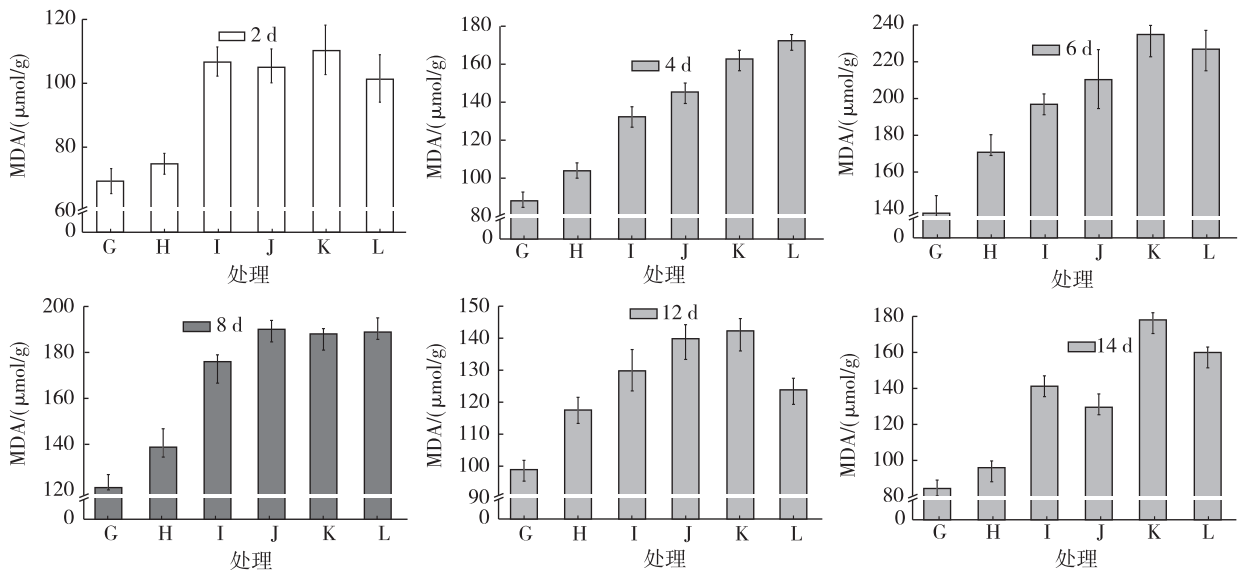 2 d
MDA/(μmol/g)
120
100
80
60
0
G H I J K L
处理
4 d
MDA/(μmol/g)
180
160
140
120
100
80
0
G H I J K L
处理
6 d
MDA/(μmol/g)
240
220
200
180
160
140
0
G H I J K L
处理
8 d
MDA/(μmol/g)
200
180
160
140
120
0
G H I J K L
处理
12 d
MDA/(μmol/g)
150
140
130
120
110
100
90
0
G H I J K L
处理
14 d
MDA/(μmol/g)
180
160
140
120
100
80
0
G H I J K L
处理